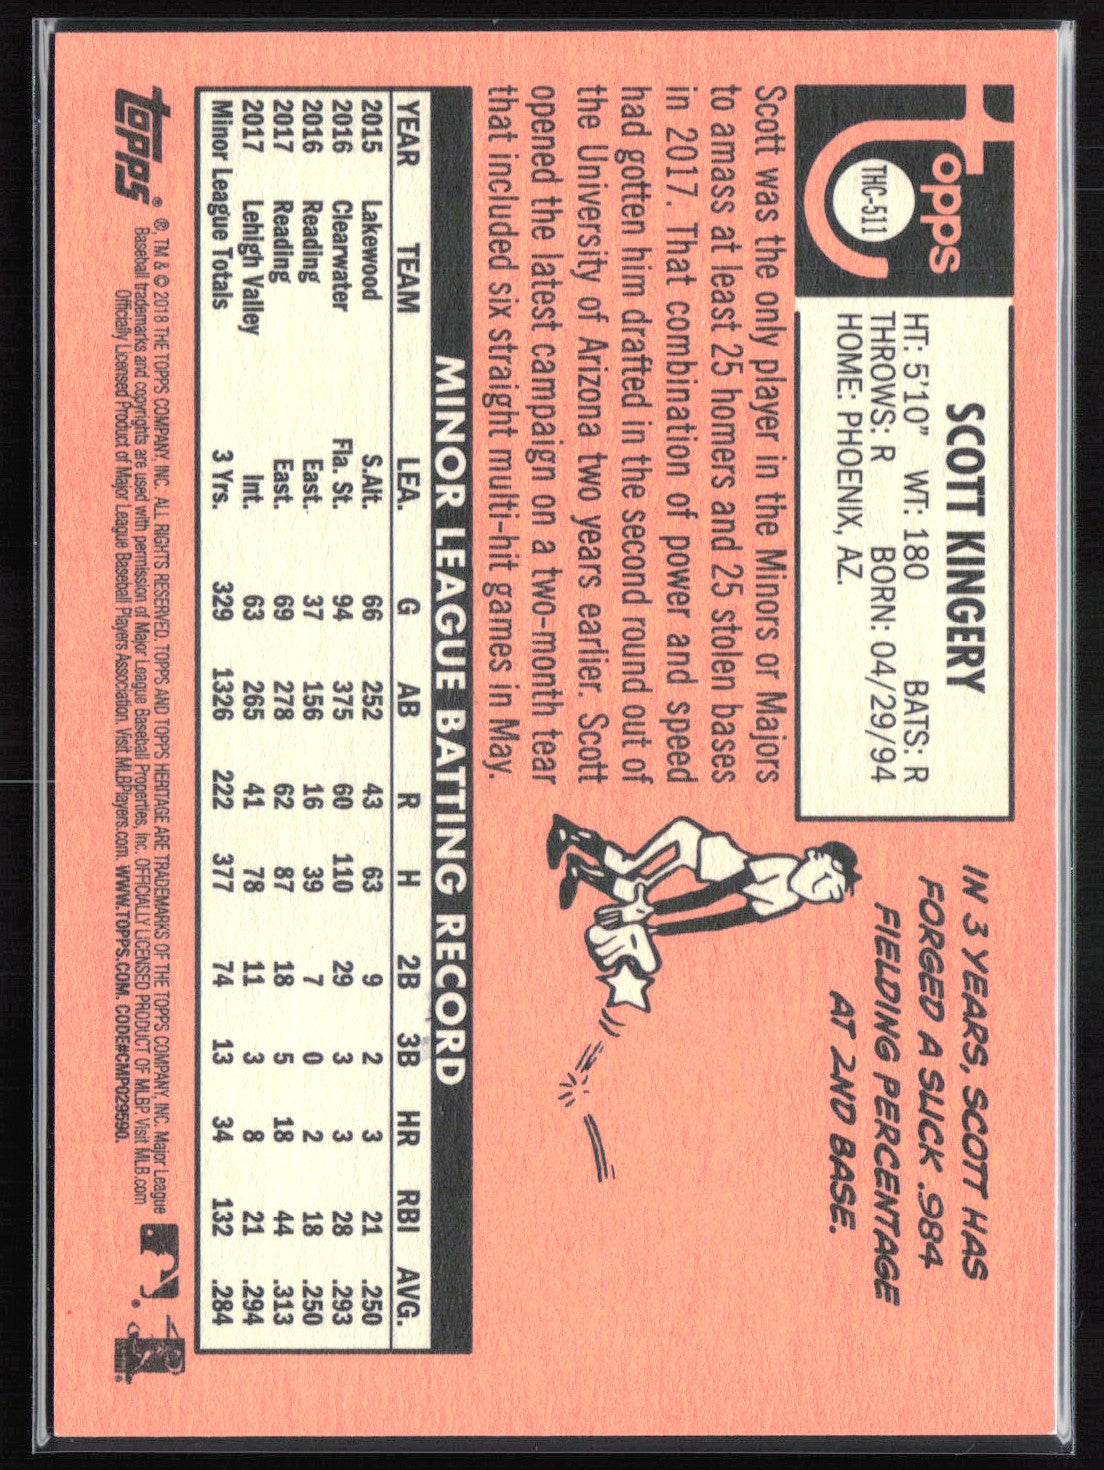 Topps
THC-511
SCOTT KINGERY
HT: 5'10" WT: 180 BATS: R
THROWS: R BORN: 04/29/94
HOME: PHOENIX, AZ.
IN 3 YEARS, SCOTT HAS
FORGED A SLICK .984
FIELDING PERCENTAGE
AT 2ND BASE.
Scott was the only player in the Minors or Majors
to amass at least 25 homers and 25 stolen bases
in 2017. That combination of power and speed
had gotten him drafted in the second round out of
the University of Arizona two years earlier. Scott
opened the latest campaign on a two-month tear
that included six straight multi-hit games in May.
MINOR LEAGUE BATTING RECORD
YEAR TEAM LEA. G AB R H 2B 3B HR RBI AVG.
2015 Lakewood S.Alt. 66 252 43 63 9 2 3 21 .250
2016 Clearwater Fla. St. 94 375 60 110 29 3 3 28 .293
2016 Reading East. 37 156 16 39 7 0 2 18 .250
2017 Reading East. 69 278 62 87 18 5 18 44 .313
2017 Lehigh Valley Int. 63 265 41 78 11 3 8 21 .294
Minor League Totals 3 Yrs. 329 1326 222 377 74 13 34 132 .284
topps®
®, TM & © 2018 THE TOPPS COMPANY, INC. ALL RIGHTS RESERVED. TOPPS AND TOPPS HERITAGE ARE TRADEMARKS OF THE TOPPS COMPANY, INC. Major League
Baseball trademarks and copyrights are used with permission of Major League Baseball Properties, Inc. OFFICIALLY LICENSED PRODUCT OF MLBP. Visit MLB.com
Officially Licensed Product of Major League Baseball Players Association. Visit MLBPlayers.com. WWW.TOPPS.COM. CODE#CMP029590.